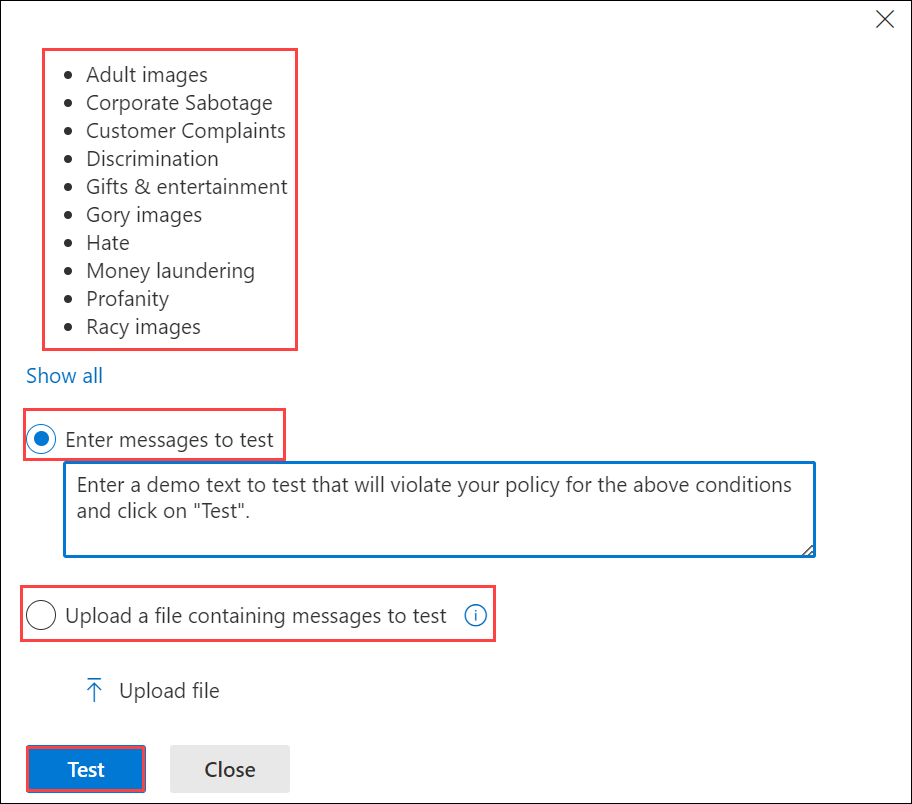 Adult images
Corporate Sabotage
Customer Complaints
Discrimination
Gifts & entertainment
Gory images
Hate
Money laundering
Profanity
Racy images
Show all
Enter messages to test
Enter a demo text to test that will violate your policy for the above conditions
and click on "Test".
Upload a file containing messages to test
Upload file
Test Close